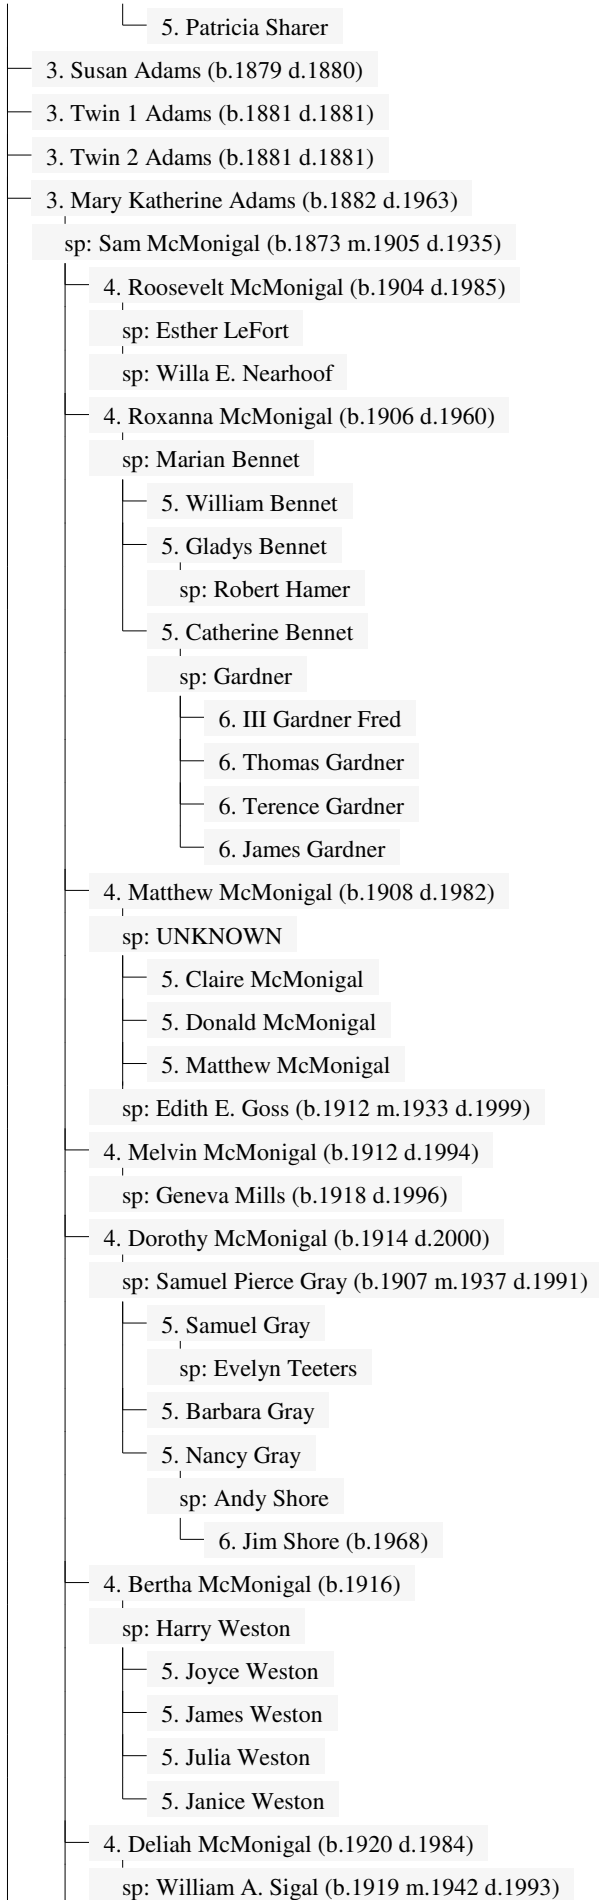 5. Patricia Sharer
3. Susan Adams (b.1879 d.1880)
3. Twin 1 Adams (b.1881 d.1881)
3. Twin 2 Adams (b.1881 d.1881)
3. Mary Katherine Adams (b.1882 d.1963)
sp: Sam McMonigal (b.1873 m.1905 d.1935)
4. Roosevelt McMonigal (b.1904 d.1985)
sp: Esther LeFort
sp: Willa E. Nearhoof
4. Roxanna McMonigal (b.1906 d.1960)
sp: Marian Bennet
5. William Bennet
5. Gladys Bennet
sp: Robert Hamer
5. Catherine Bennet
sp: Gardner
6. III Gardner Fred
6. Thomas Gardner
6. Terence Gardner
6. James Gardner
4. Matthew McMonigal (b.1908 d.1982)
sp: UNKNOWN
5. Claire McMonigal
5. Donald McMonigal
5. Matthew McMonigal
sp: Edith E. Goss (b.1912 m.1933 d.1999)
4. Melvin McMonigal (b.1912 d.1994)
sp: Geneva Mills (b.1918 d.1996)
4. Dorothy McMonigal (b.1914 d.2000)
sp: Samuel Pierce Gray (b.1907 m.1937 d.1991)
5. Samuel Gray
sp: Evelyn Teeters
5. Barbara Gray
5. Nancy Gray
sp: Andy Shore
6. Jim Shore (b.1968)
4. Bertha McMonigal (b.1916)
sp: Harry Weston
5. Joyce Weston
5. James Weston
5. Julia Weston
5. Janice Weston
4. Deliah McMonigal (b.1920 d.1984)
sp: William A. Sigal (b.1919 m.1942 d.1993)